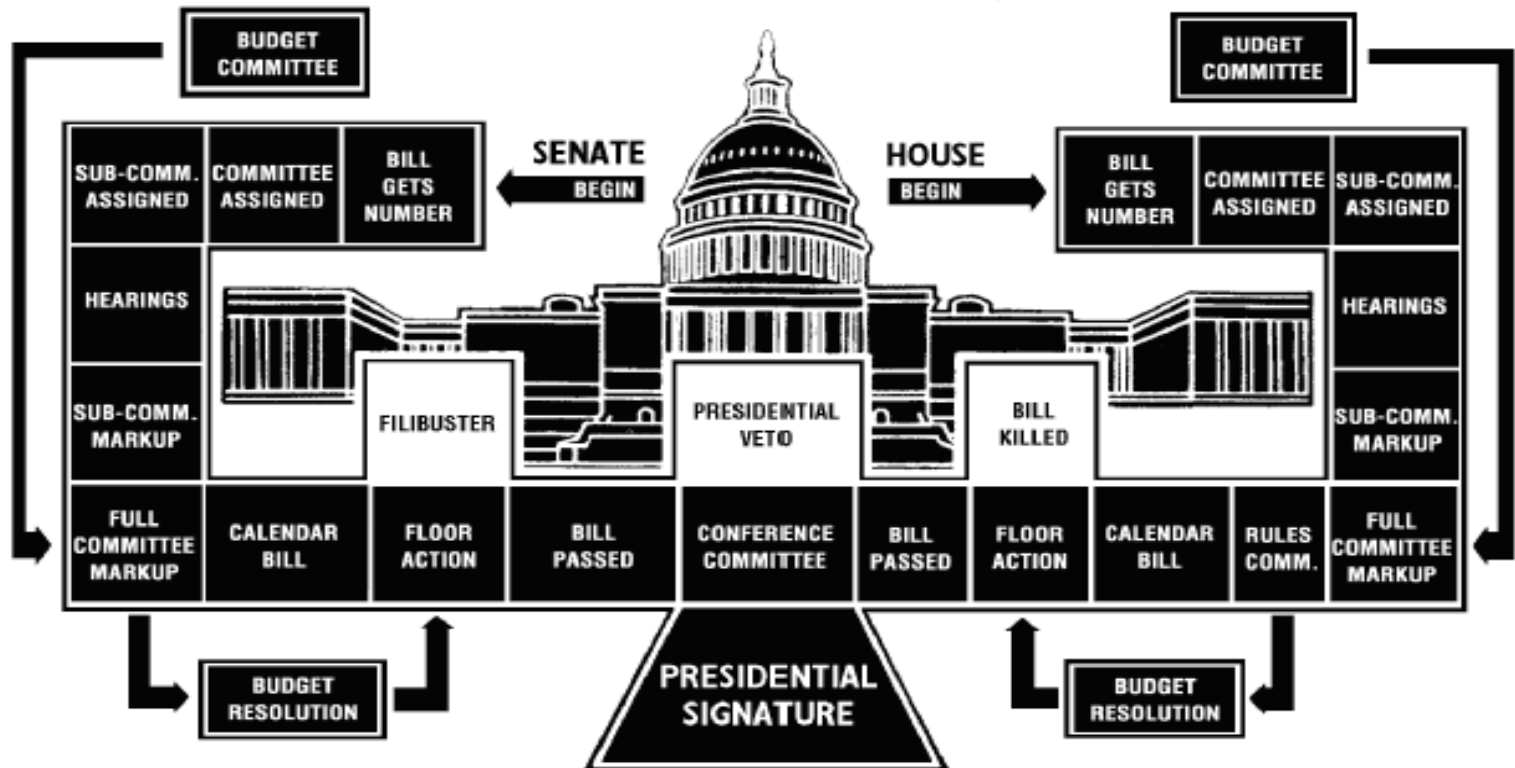 BUDGET
COMMITTEE
BUDGET
COMMITTEE
SENATE
BEGIN
HOUSE
BEGIN
SUB-COMM.
ASSIGNED
COMMITTEE
ASSIGNED
BILL
GETS
NUMBER
BILL
GETS
NUMBER
COMMITTEE
ASSIGNED
SUB-COMM.
ASSIGNED
HEARINGS
HEARINGS
SUB-COMM.
MARKUP
FILIBUSTER
PRESIDENTIAL
VETO
BILL
KILLED
SUB-COMM.
MARKUP
FULL
COMMITTEE
MARKUP
CALENDAR
BILL
FLOOR
ACTION
BILL
PASSED
CONFERENCE
COMMITTEE
BILL
PASSED
FLOOR
ACTION
CALENDAR
BILL
RULES
COMM.
FULL
COMMITTEE
MARKUP
BUDGET
RESOLUTION
PRESIDENTIAL
SIGNATURE
BUDGET
RESOLUTION